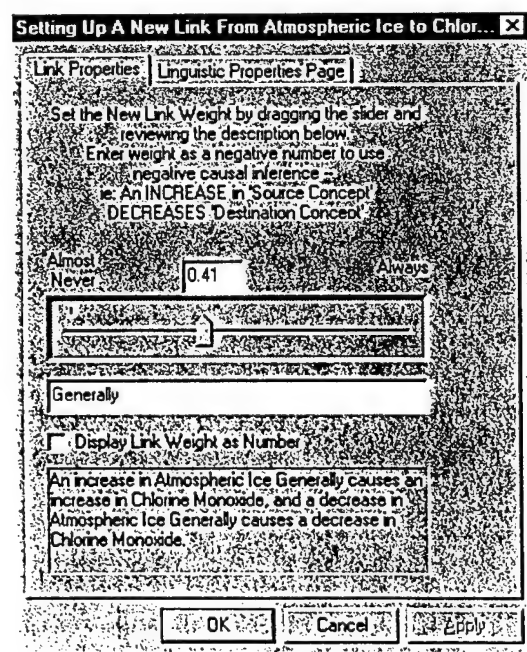 Setting Up A New Link From Atmospheric Ice to Chlor...
Link Properties
Linguistic Properties Page
Set the New Link Weight by dragging the slider and
reviewing the description below.
Enter weight as a negative number to use
negative causal inference --
ie: An INCREASE in 'Source Concept'
DECREASES 'Destination Concept'
Almost
Never
0.41
Always
Generally
Display Link Weight as Number
An increase in Atmospheric Ice Generally causes an
increase in Chlorine Monoxide, and a decrease in
Atmospheric Ice Generally causes a decrease in
Chlorine Monoxide.
OK
Cancel
Apply